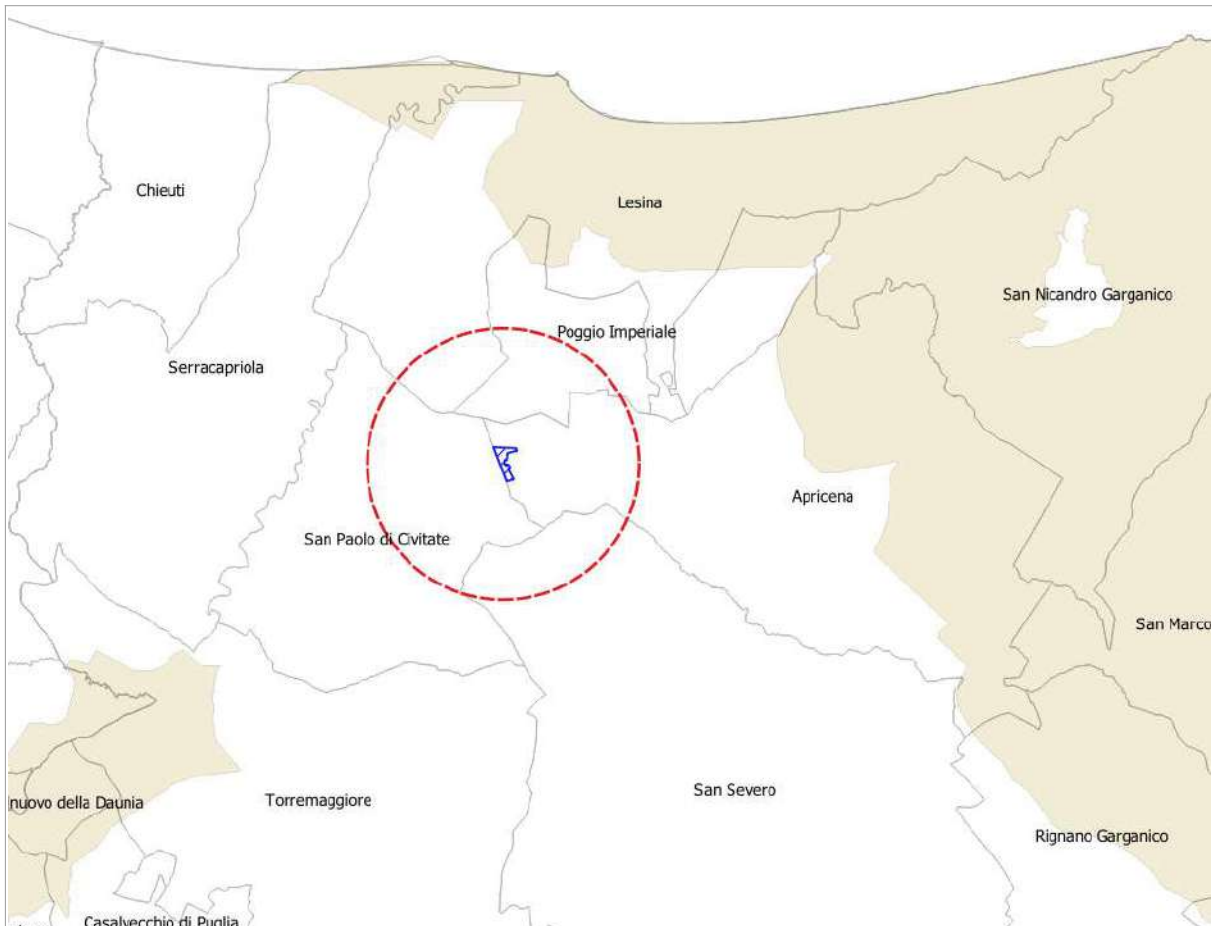 Chieuti
Lesina
San Nicandro Garganico
Poggio Imperiale
Serracapriola
Apricena
San Paolo di Civitate
San Marco
San Severo
nuovo della Daunia
Torremaggiore
Rignano Garganico
Casalvecchio di Puglia